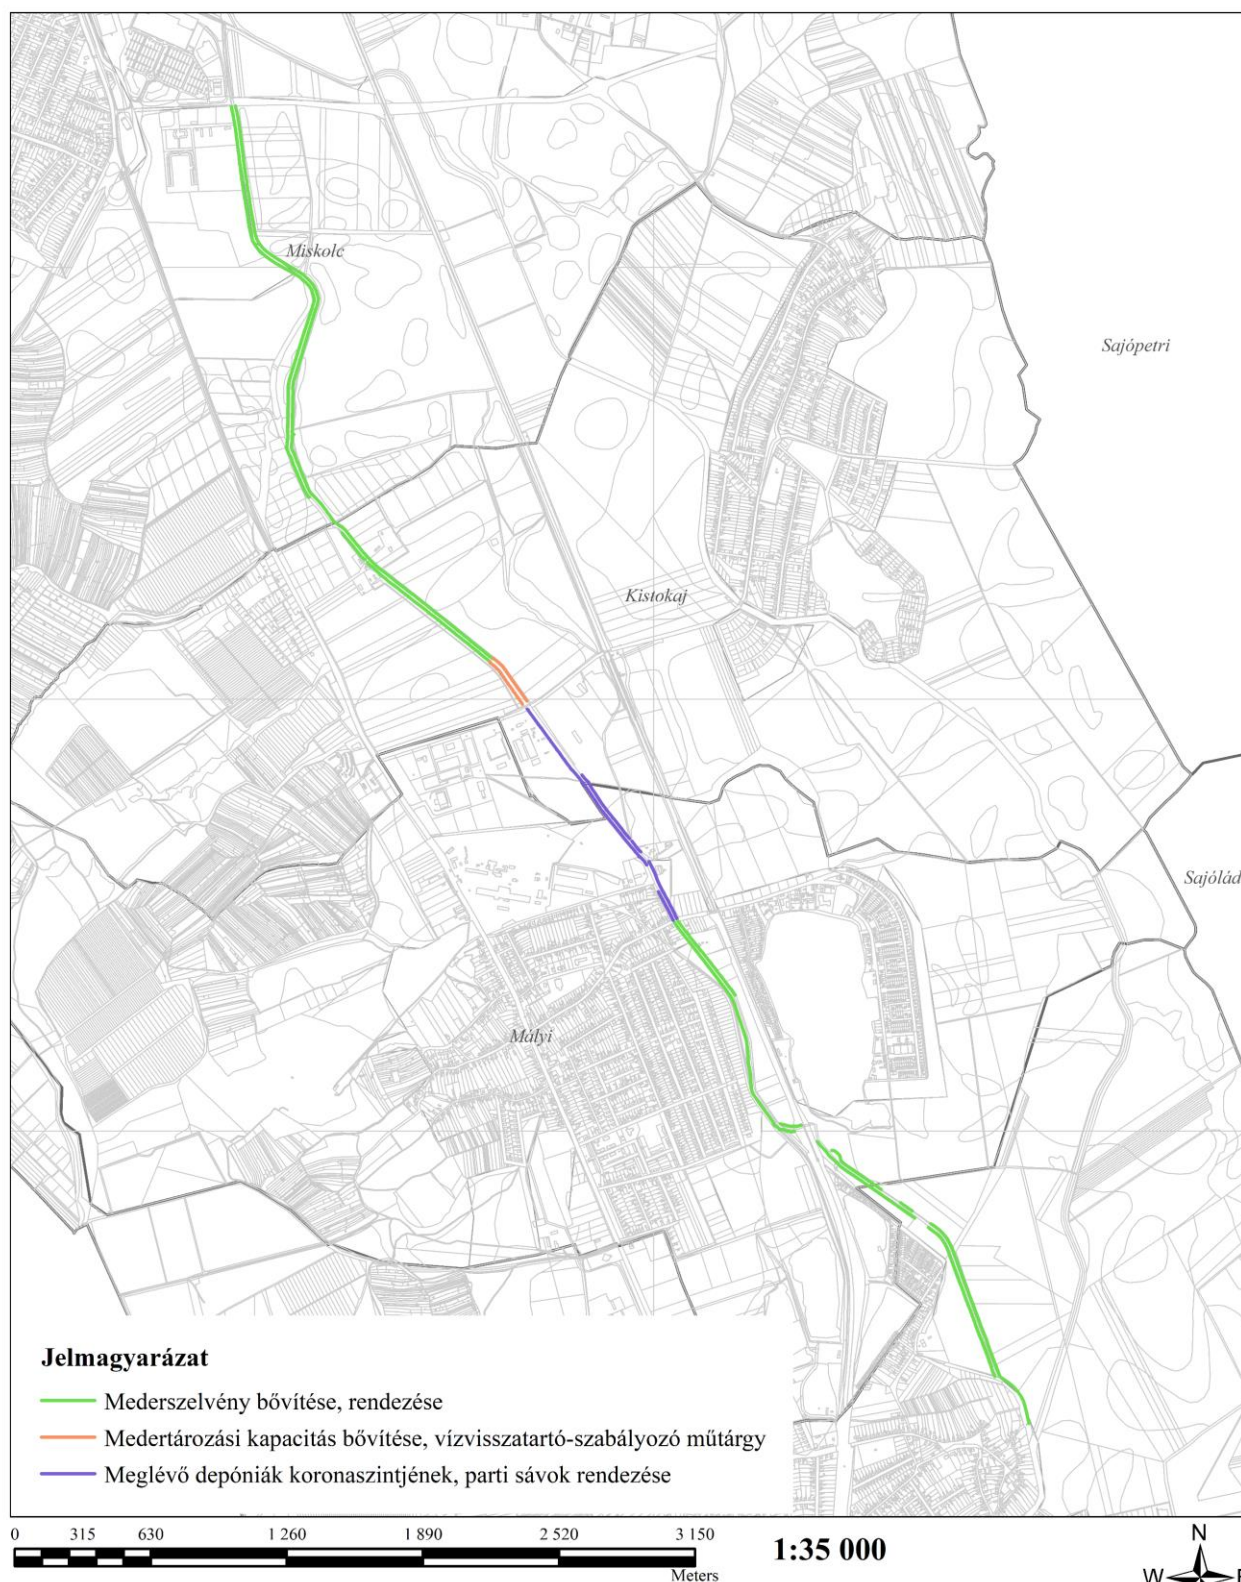 Miskolc
Sajópetri
Kistokaj
Sajólád
Mályi
Jelmagyarázat
Mederszelvény bővítése, rendezése
Medertározási kapacitás bővítése, vízvisszatartó-szabályozó műtárgy
Meglévő depóniák koronaszintjének, parti sávok rendezése
0 315 630 1 260 1 890 2 520 3 150
Meters
1:35 000
N
W E